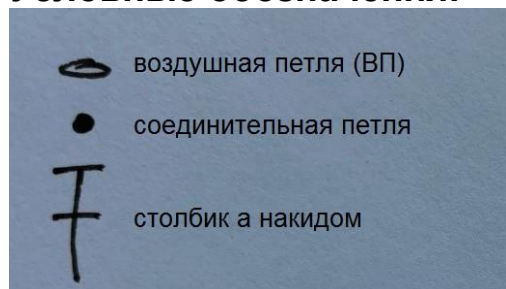 воздушная петля (ВП)
соединительная петля
столбик а накидом